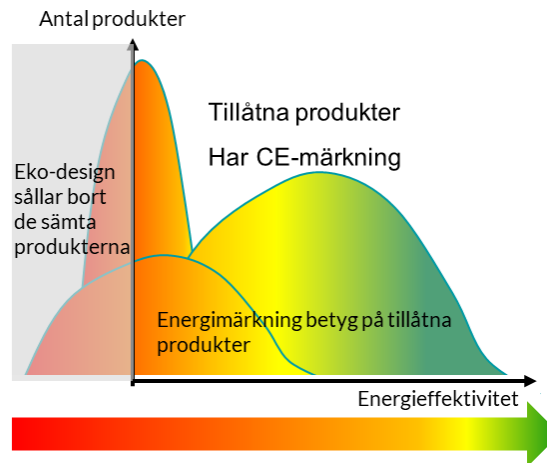 Antal produkter
Tillåtna produkter
Har CE-märkning
Eko-design
sållar bort
de sämta
produkterna
Energimärkning betyg på tillåtna
produkter
Energieffektivitet